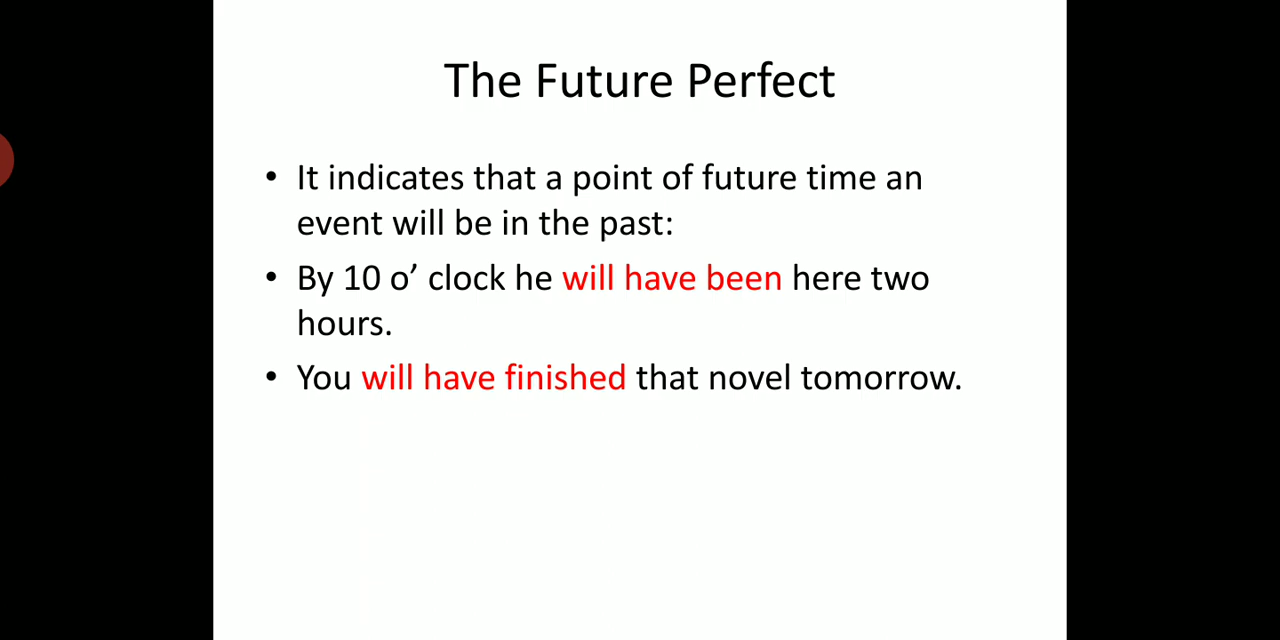 The Future Perfect
• It indicates that a point of future time an
event will be in the past:
• By 10 o’ clock he will have been here two
hours.
• You will have finished that novel tomorrow.